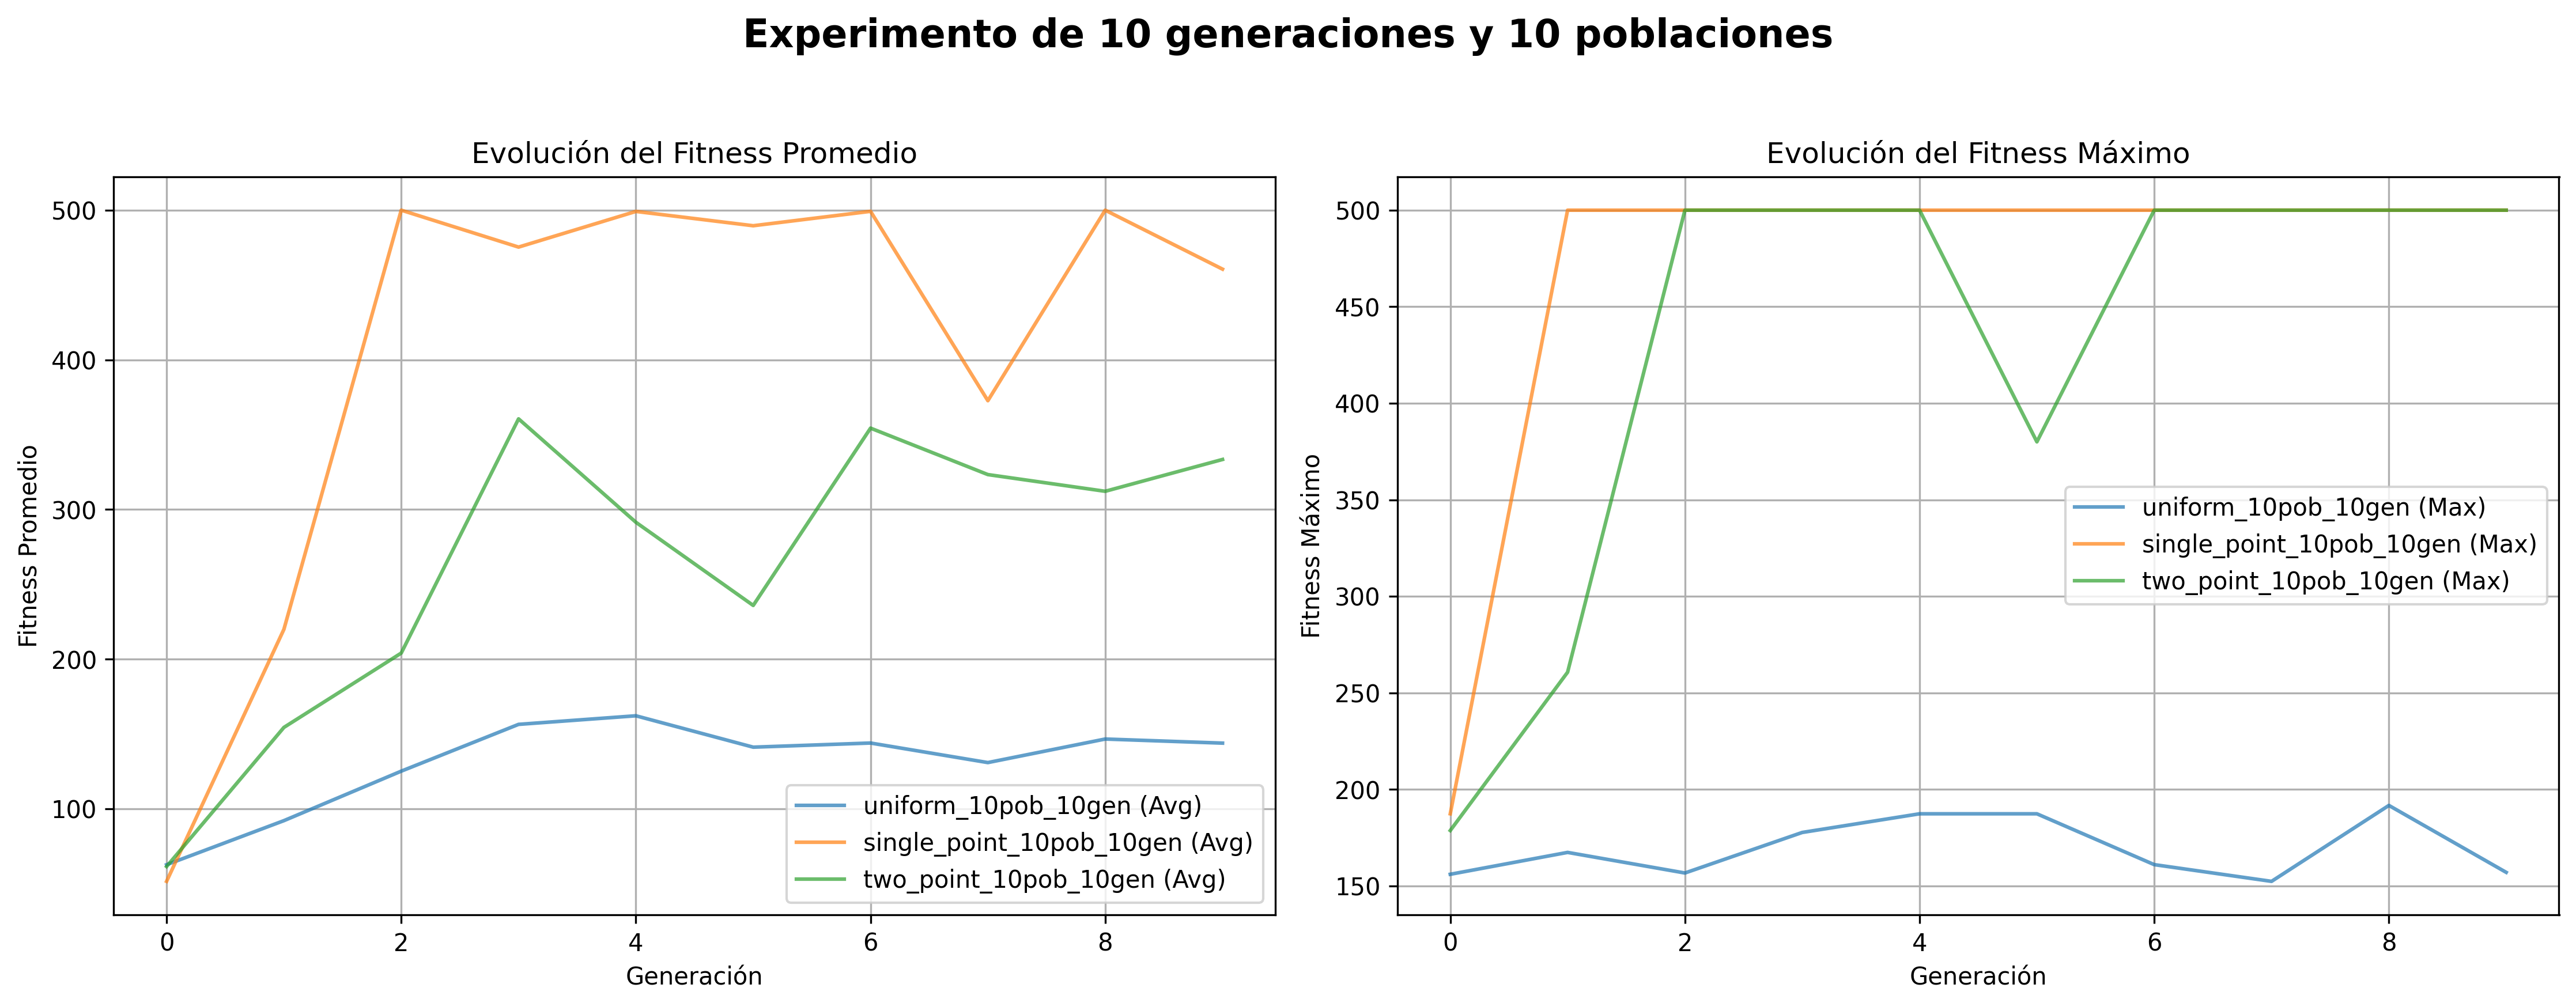 Experimento de 10 generaciones y 10 poblaciones
Evolución del Fitness Promedio
Fitness Promedio
500
400
300
200
100
0
2
4
6
8
Generación
uniform_10pob_10gen (Avg)
single_point_10pob_10gen (Avg)
two_point_10pob_10gen (Avg)
Evolución del Fitness Máximo
Fitness Máximo
500
450
400
350
300
250
200
150
0
2
4
6
8
Generación
uniform_10pob_10gen (Max)
single_point_10pob_10gen (Max)
two_point_10pob_10gen (Max)